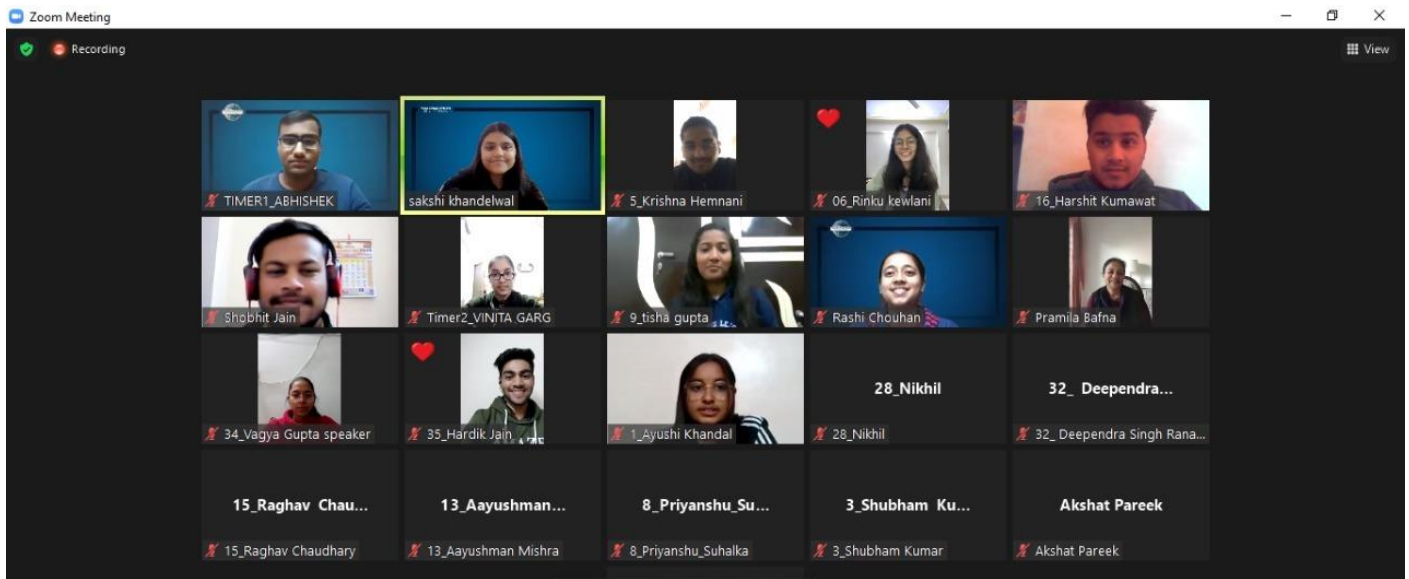 Zoom Meeting
Recording
View
TIMER1_ABHISHEK
sakshi khandelwal
5_Krishna Hemnani
06_Rinku kewlani
16_Harshit Kumawat
Shobhit Jain
Timer2_VINITA GARG
9_tisha gupta
Rashi Chouhan
Pramila Bafna
34_Vagya Gupta speaker
35_Hardik Jain
1_Ayushi Khandal
28_Nikhil
28_Nikhil
32_ Deependra...
32_ Deependra Singh Rana...
15_Raghav Chau...
15_Raghav Chaudhary
13_Aayushman...
13_Aayushman Mishra
8_Priyanshu_Su...
8_Priyanshu_Suhalka
3_Shubham Ku...
3_Shubham Kumar
Akshat Pareek
Akshat Pareek